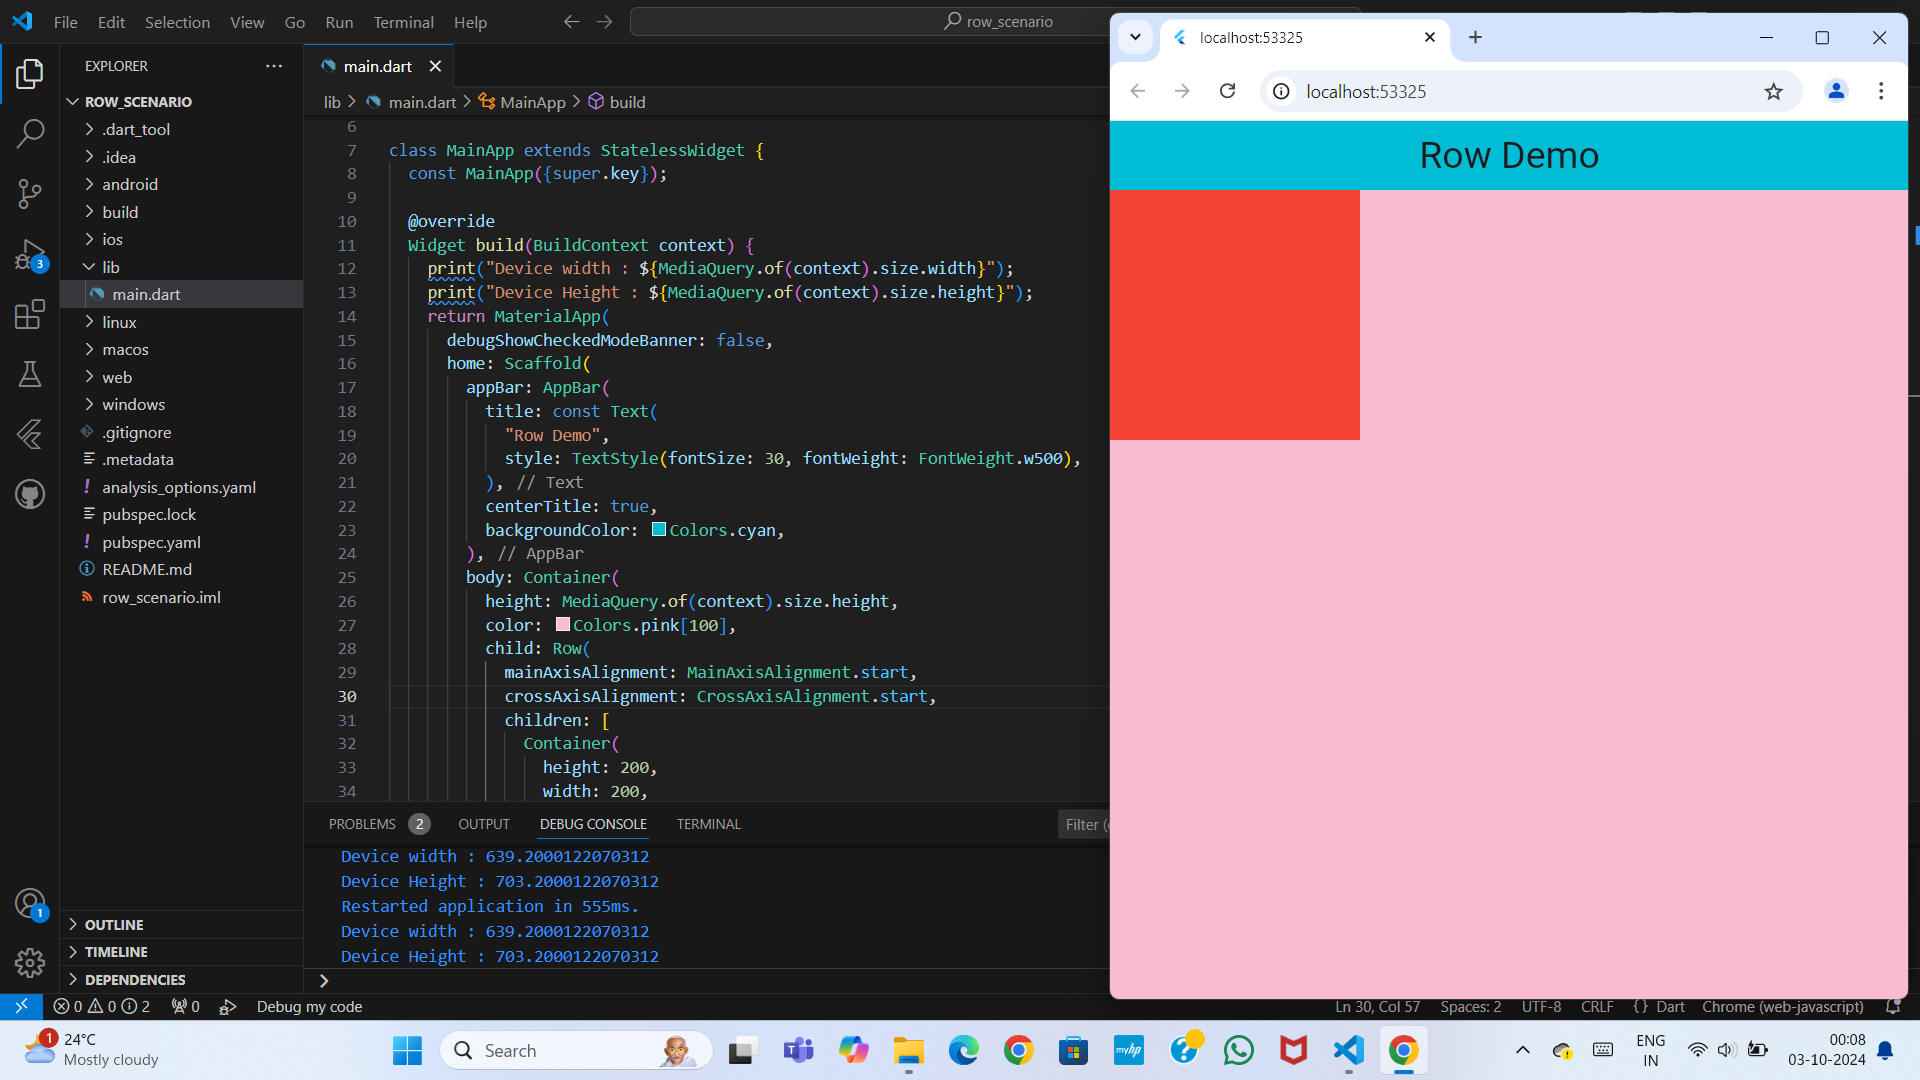 File Edit Selection View Go Run Terminal Help
row_scenario
EXPLORER
ROW_SCENARIO
.dart_tool
.idea
android
build
ios
lib
main.dart
linux
macos
web
windows
.gitignore
.metadata
analysis_options.yaml
pubspec.lock
pubspec.yaml
README.md
row_scenario.iml
OUTLINE
TIMELINE
DEPENDENCIES
3
1
main.dart
lib > main.dart > MainApp > build
6
7 class MainApp extends StatelessWidget {
8 const MainApp({super.key});
9
10 @override
11 Widget build(BuildContext context) {
12 print("Device width : ${MediaQuery.of(context).size.width}");
13 print("Device Height : ${MediaQuery.of(context).size.height}");
14 return MaterialApp(
15 debugShowCheckedModeBanner: false,
16 home: Scaffold(
17 appBar: AppBar(
18 title: const Text(
19 "Row Demo",
20 style: TextStyle(fontSize: 30, fontWeight: FontWeight.w500),
21 ), // Text
22 centerTitle: true,
23 backgroundColor: Colors.cyan,
24 ), // AppBar
25 body: Container(
26 height: MediaQuery.of(context).size.height,
27 color: Colors.pink[100],
28 child: Row(
29 mainAxisAlignment: MainAxisAlignment.start,
30 crossAxisAlignment: CrossAxisAlignment.start,
31 children: [
32 Container(
33 height: 200,
34 width: 200,
PROBLEMS 2 OUTPUT DEBUG CONSOLE TERMINAL Filter (
Device width : 639.2000122070312
Device Height : 703.2000122070312
Restarted application in 555ms.
Device width : 639.2000122070312
Device Height : 703.2000122070312
localhost:53325
localhost:53325
Row Demo
0 0 2 0 Debug my code Ln 30, Col 57 Spaces: 2 UTF-8 CRLF {} Dart Chrome (web-javascript)
1
24°C
Mostly cloudy
Search
myhp
ENG
IN
00:08
03-10-2024